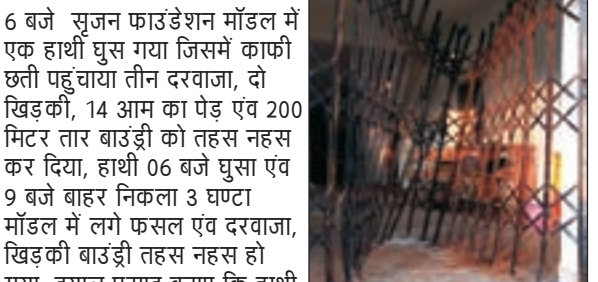 6 बजे सृजन फाउंडेशन मॉडल में
एक हाथी घुस गया जिसमें काफी
छती पहुंचाया तीन दरवाजा, दो
खिड़की, 14 आम का पेड़ एंव 200
मिटर तार बाउंड्री को तहस नहस
कर दिया, हाथी 06 बजे घुसा एंव
9 बजे बाहर निकला 3 घण्टा
मॉडल में लगे फसल एंव दरवाजा,
खिड़की बाउंड्री तहस नहस हो